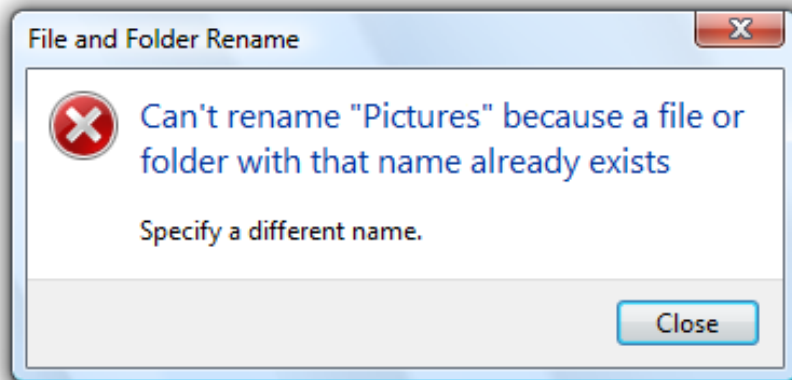 File and Folder Rename
Can't rename "Pictures" because a file or
folder with that name already exists
Specify a different name.
Close